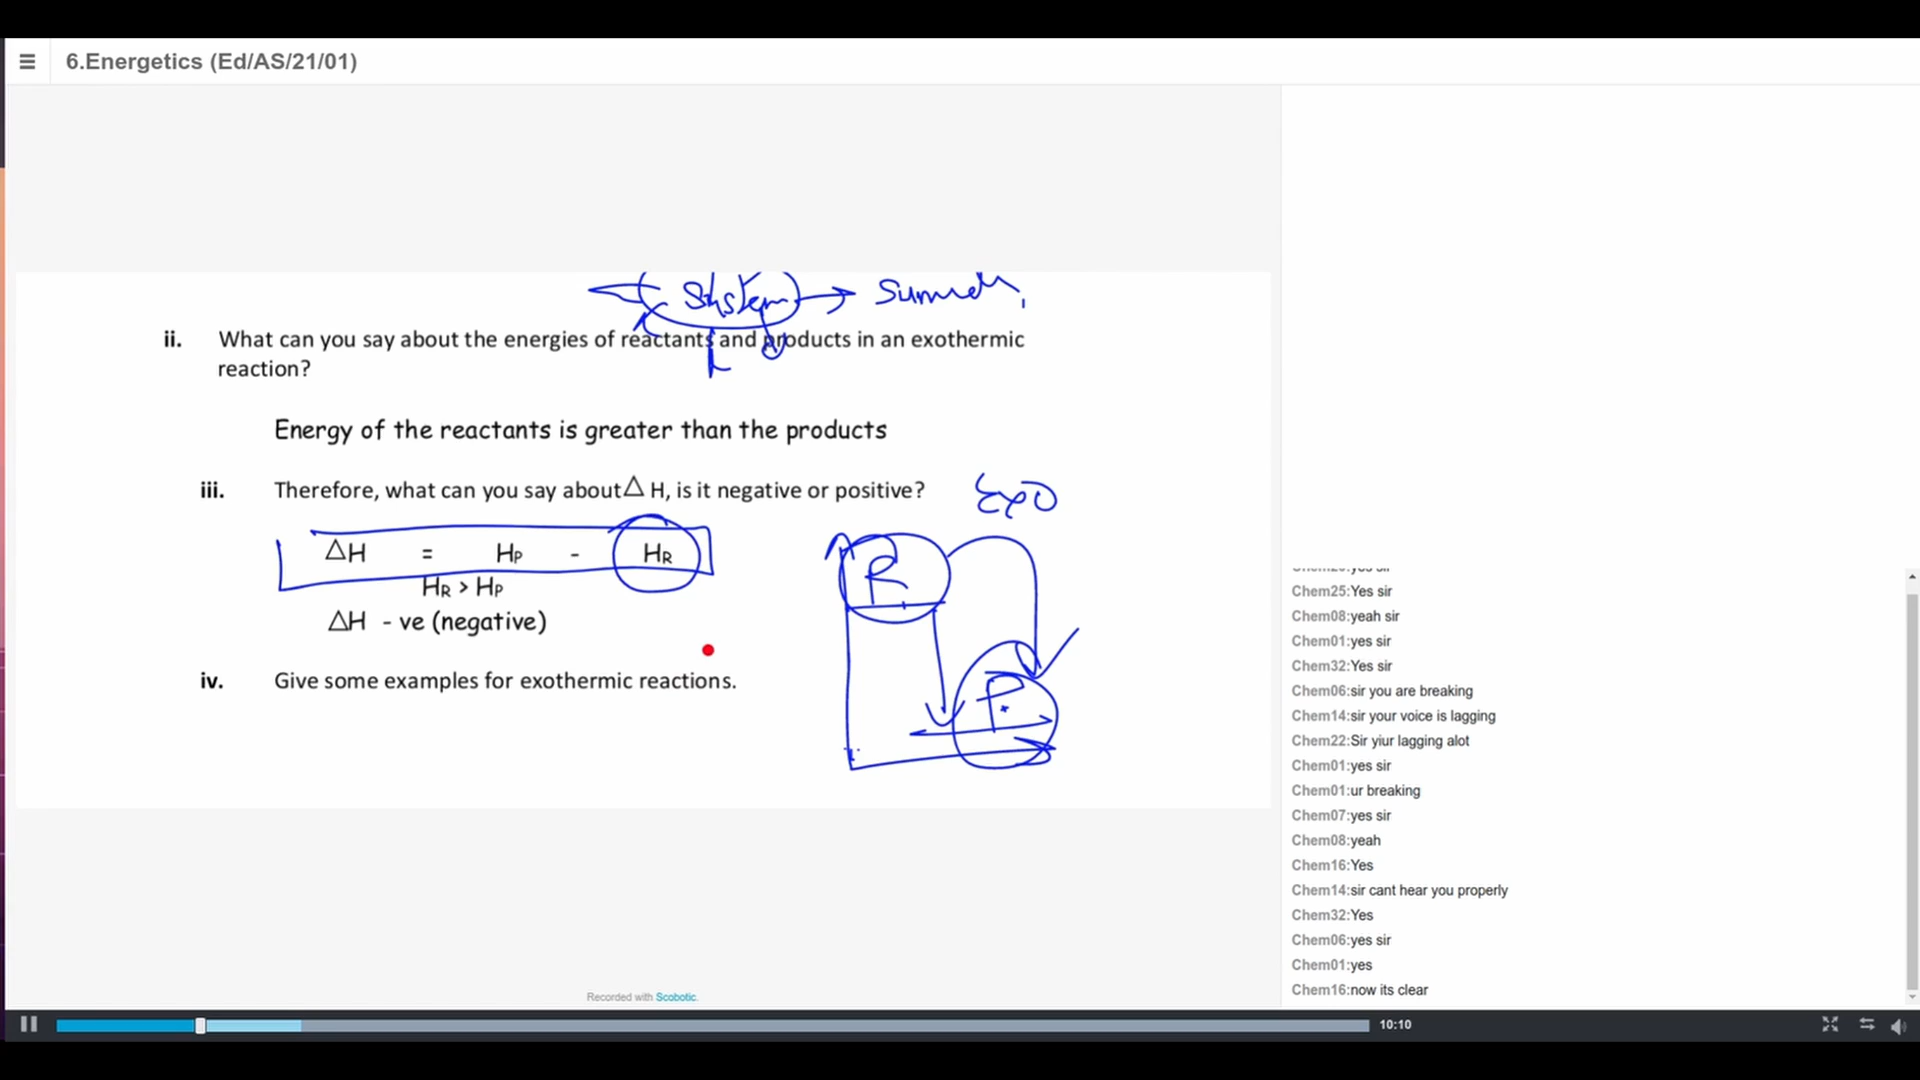 6.Energetics (Ed/AS/21/01)
System
ii. What can you say about the energies of reactants and products in an exothermic
reaction?
Energy of the reactants is greater than the products
iii. Therefore, what can you say about △ H, is it negative or positive?
Exo
△H = HP - HR
HR > HP
△H - ve (negative)
R
P
iv. Give some examples for exothermic reactions.
Chem25:Yes sir
Chem08:yeah sir
Chem01:yes sir
Chem32:Yes sir
Chem06:sir you are breaking
Chem14:sir your voice is lagging
Chem22:Sir yiur lagging alot
Chem01:yes sir
Chem01:ur breaking
Chem07:yes sir
Chem08:yeah
Chem16:Yes
Chem14:sir cant hear you properly
Chem32:Yes
Chem06:yes sir
Chem01:yes
Chem16:now its clear
Recorded with Scobotic.
10:10